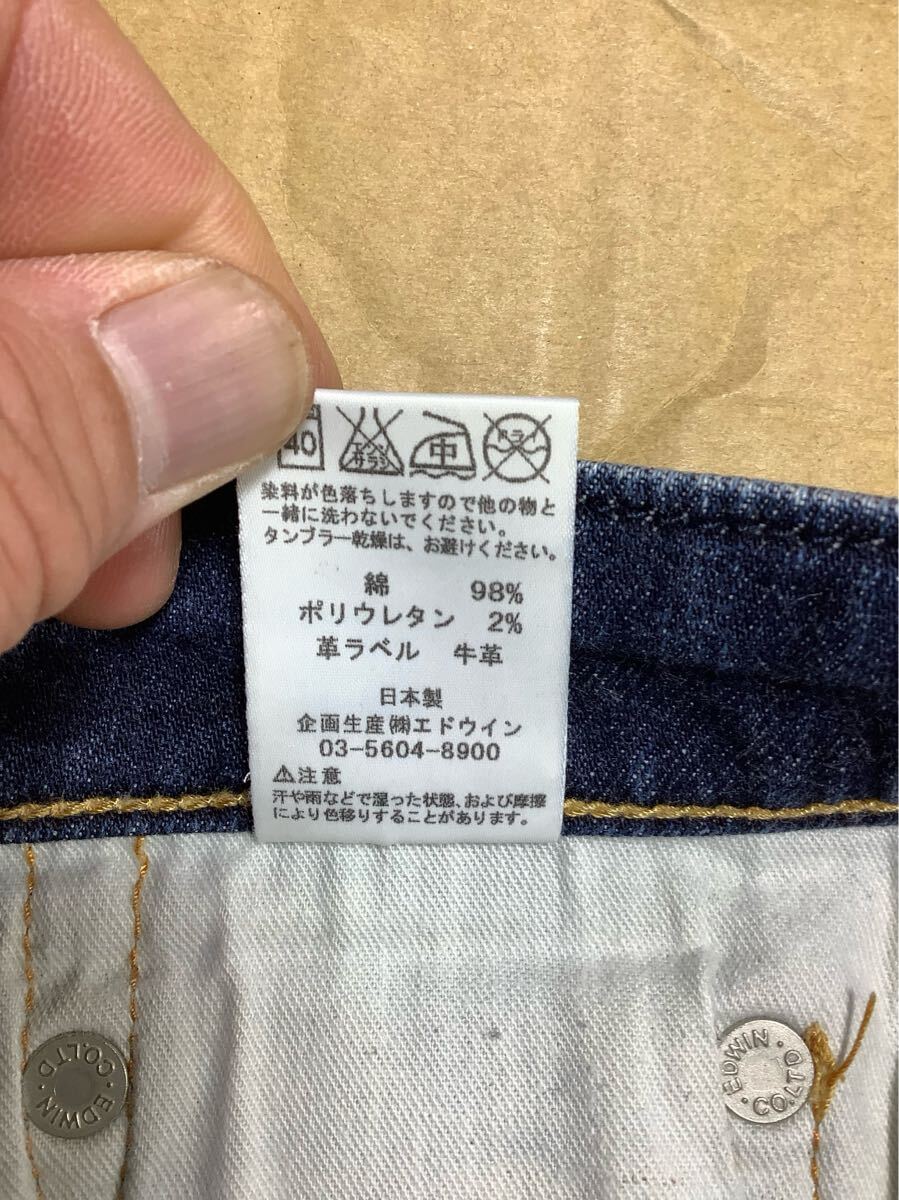 40
エンソ
サラシ
中
ドライ
染料が色落ちしますので他の物と
一緒に洗わないでください。
タンブラー乾燥は、お避けください。
綿 98%
ポリウレタン 2%
革ラベル 牛革
日本製
企画生産㈱エドウイン
03-5604-8900
⚠注意
汗や雨などで湿った状態、および摩擦
により色移りすることがあります。
EDWIN · CO.LTD ·
EDWIN · CO.LTD ·